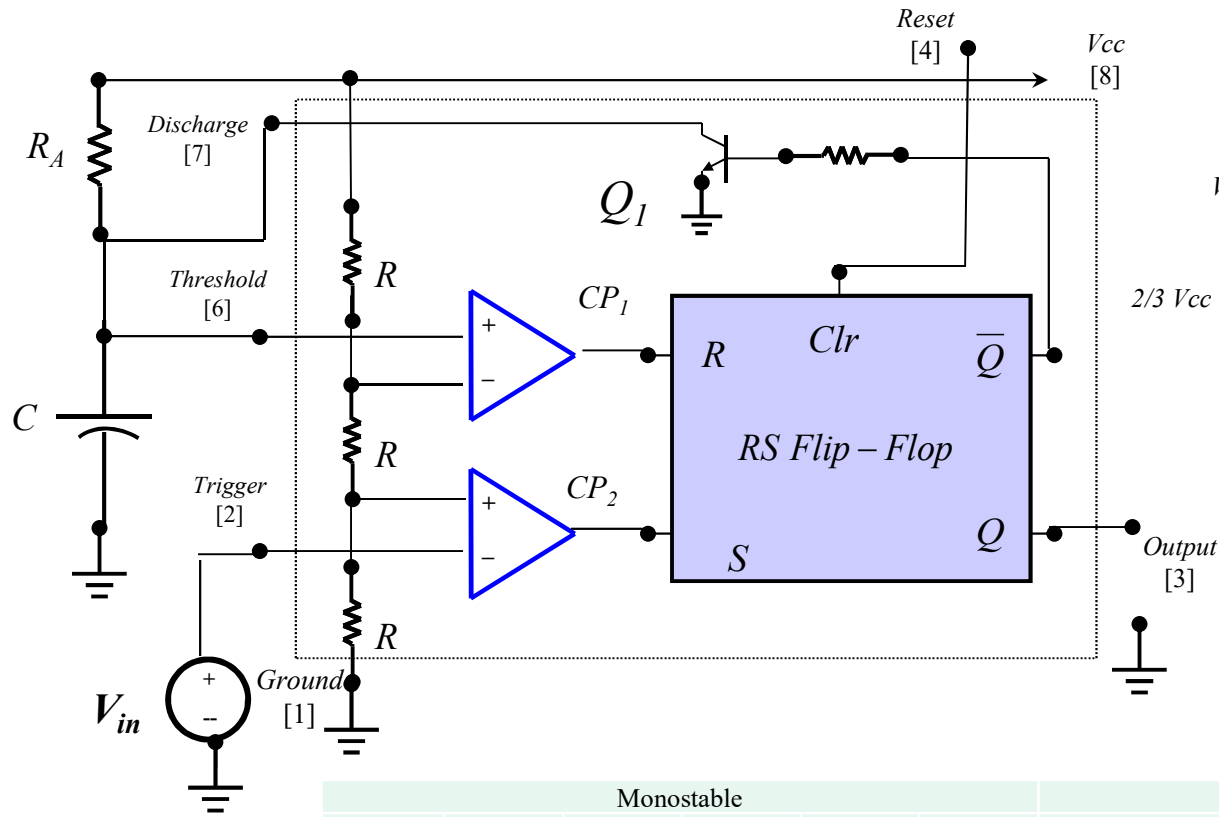 Reset
[4]
Vcc
[8]
Discharge
[7]
R_A
Q_1
Threshold
[6]
R
CP_1
2/3 Vcc
+
−
R
Clr
Q̅
C
R
RS Flip – Flop
Trigger
[2]
CP_2
+
−
S
Q
Output
[3]
R
V_in
+
--
Ground
[1]
Monostable